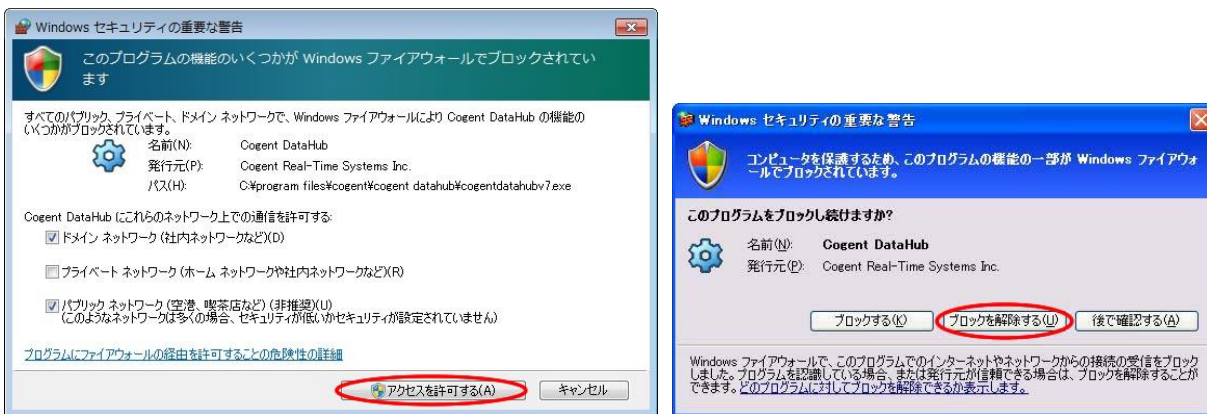 Windows セキュリティの重要な警告
このプログラムの機能のいくつかが Windows ファイアウォールでブロックされてい
ます
すべてのパブリック、プライベート、ドメイン ネットワークで、Windows ファイアウォールにより Cogent DataHub の機能の
いくつかがブロックされています。
名前(N): Cogent DataHub
発行元(P): Cogent Real-Time Systems Inc.
パス(H): C:¥program files¥cogent¥cogent datahub¥cogentdatahubv7.exe
Cogent DataHub にこれらのネットワーク上での通信を許可する:
ドメイン ネットワーク (社内ネットワークなど)(D)
プライベート ネットワーク (ホーム ネットワークや社内ネットワークなど)(R)
パブリック ネットワーク (空港、喫茶店など) (非推奨)(U)
(このようなネットワークは多くの場合、セキュリティが低いかセキュリティが設定されていません)
プログラムにファイアウォールの経由を許可することの危険性の詳細
アクセスを許可する(A) キャンセル
Windows セキュリティの重要な警告
コンピュータを保護するため、このプログラムの機能の一部が Windows ファイアウォ
ールでブロックされています。
このプログラムをブロックし続けますか?
名前(N): Cogent DataHub
発行元(P): Cogent Real-Time Systems Inc.
ブロックする(K) ブロックを解除する(U) 後で確認する(A)
Windows ファイアウォールで、このプログラムでのインターネットやネットワークからの接続の受信をブロック
しました。プログラムを認識している場合、または発行元が信頼できる場合は、ブロックを解除することが
できます。どのプログラムに対してブロックを解除できるか表示します。